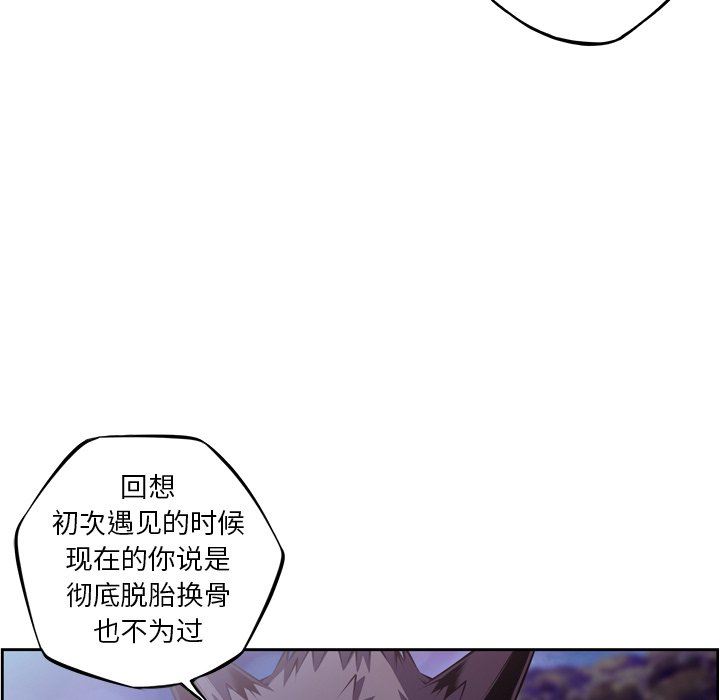 回想
初次遇见的时候
现在的你说是
彻底脱胎换骨
也不为过